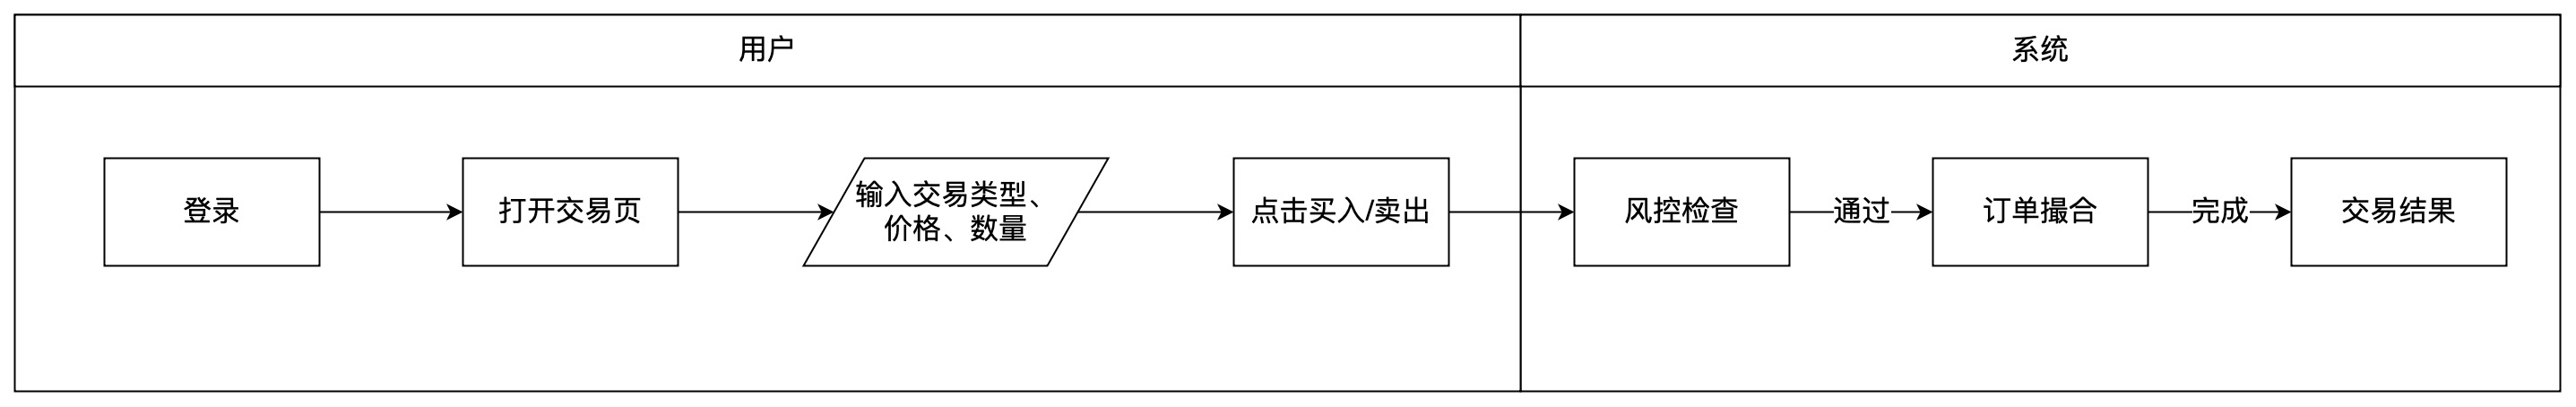 用户
系统
登录
打开交易页
输入交易类型、
价格、数量
点击买入/卖出
风控检查
通过
订单撮合
完成
交易结果